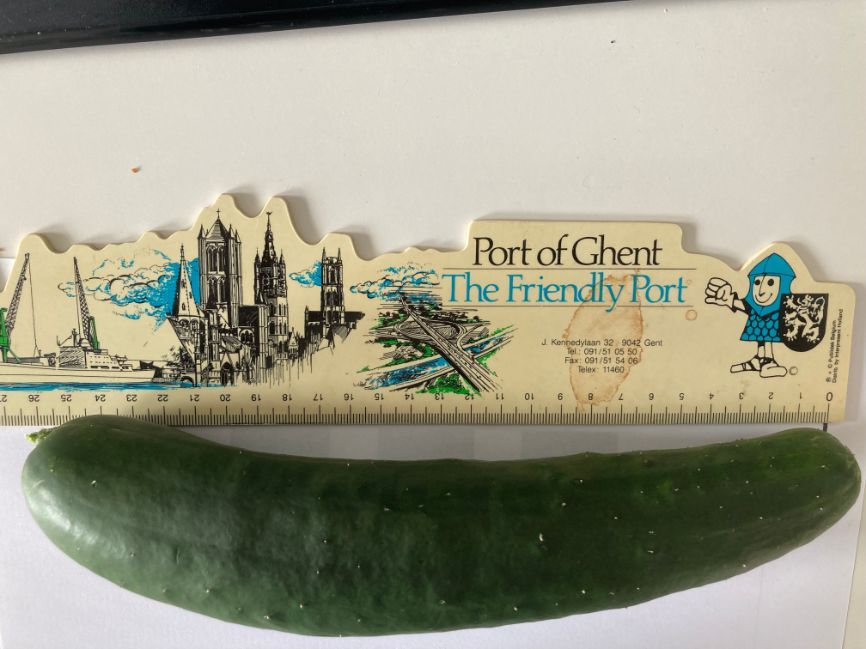 Port of Ghent
The Friendly Port
J. Kennedylaan 32 9042 Gent
Tel.: 091/51 05 50
Fax: 091/51 54 06
Telex: 11460
27 26 25 24 23 22 21 20 19 18 17 16 15 14 13 12 11 10 9 8 7 6 5 4 3 2 1 0